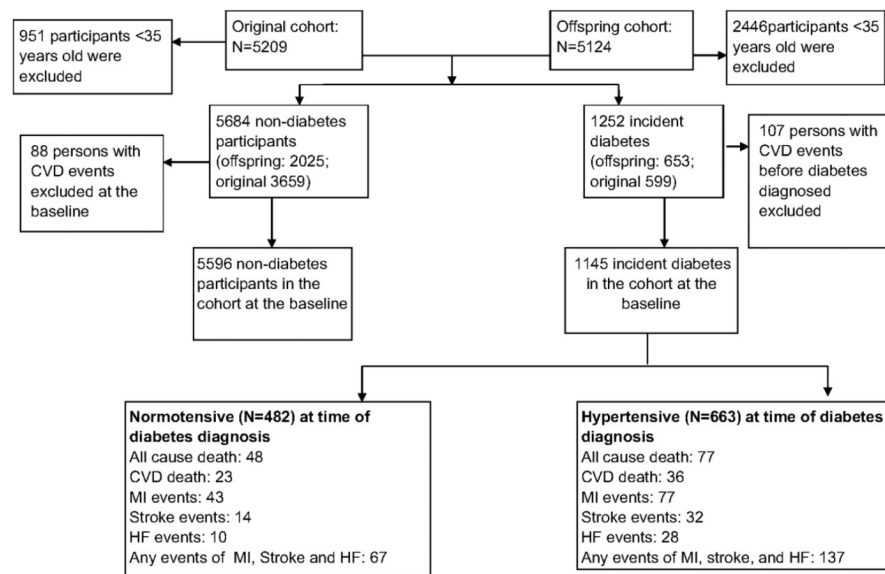 951 participants <35
years old were
excluded
Original cohort:
N=5209
Offspring cohort:
N=5124
2446participants <35
years old were
excluded
88 persons with
CVD events
excluded at the
baseline
5684 non-diabetes
participants
(offspring: 2025;
original 3659)
1252 incident
diabetes
(offspring: 653;
original 599)
107 persons with
CVD events
before diabetes
diagnosed
excluded
5596 non-diabetes
participants in the
cohort at the baseline
1145 incident diabetes
in the cohort at the
baseline
Normotensive (N=482) at time of
diabetes diagnosis
All cause death: 48
CVD death: 23
MI events: 43
Stroke events: 14
HF events: 10
Any events of MI, Stroke and HF: 67
Hypertensive (N=663) at time of diabetes
diagnosis
All cause death: 77
CVD death: 36
MI events: 77
Stroke events: 32
HF events: 28
Any events of MI, stroke, and HF: 137